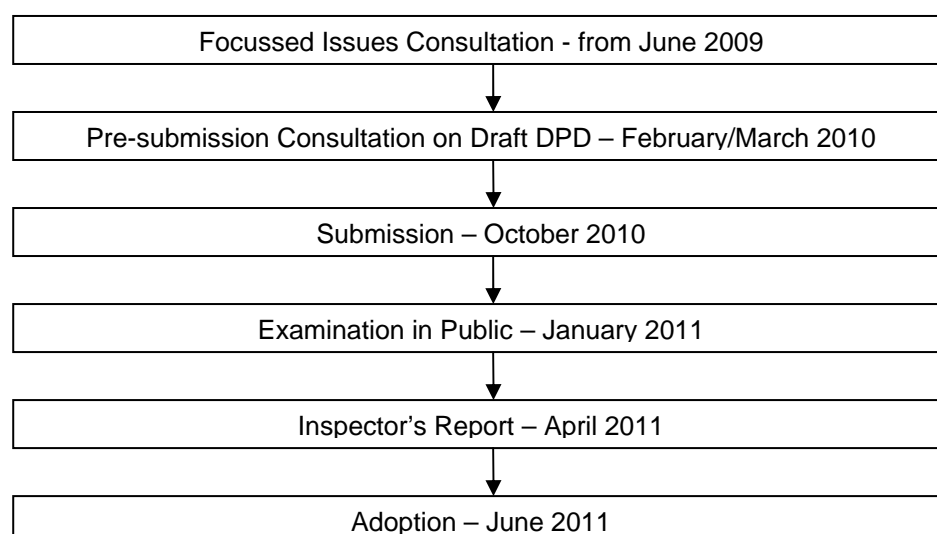 Focussed Issues Consultation - from June 2009
Pre-submission Consultation on Draft DPD – February/March 2010
Submission – October 2010
Examination in Public – January 2011
Inspector’s Report – April 2011
Adoption – June 2011